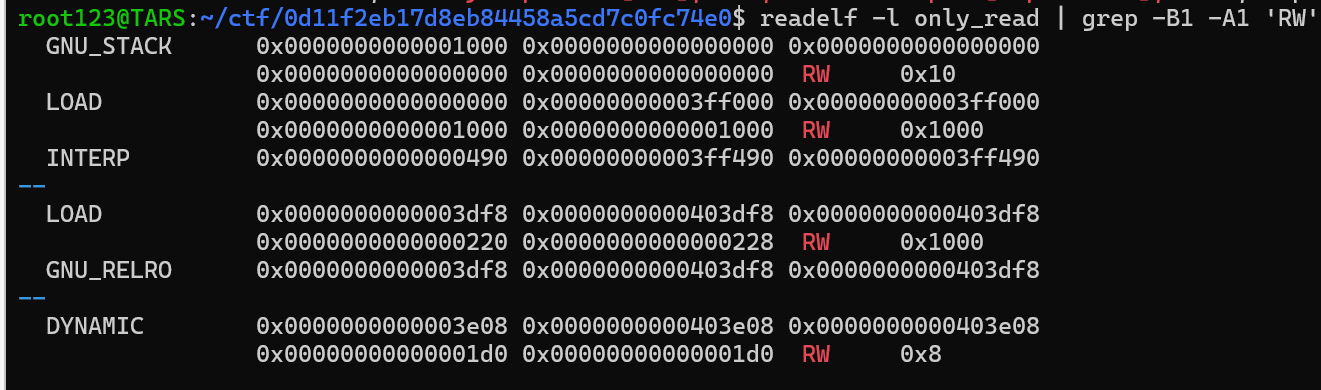 root123@TARS:~/ctf/0d11f2eb17d8eb84458a5cd7c0fc74e0$ readelf -l only_read | grep -B1 -A1 'RW'
GNU_STACK 0x0000000000001000 0x0000000000000000 0x0000000000000000
0x0000000000000000 0x0000000000000000 RW 0x10
LOAD 0x0000000000000000 0x00000000003ff000 0x00000000003ff000
0x0000000000001000 0x0000000000001000 RW 0x1000
INTERP 0x0000000000000490 0x00000000003ff490 0x00000000003ff490
--
LOAD 0x0000000000003df8 0x0000000000403df8 0x0000000000403df8
0x0000000000000220 0x0000000000000228 RW 0x1000
GNU_RELRO 0x0000000000003df8 0x0000000000403df8 0x0000000000403df8
--
DYNAMIC 0x0000000000003e08 0x0000000000403e08 0x0000000000403e08
0x00000000000001d0 0x00000000000001d0 RW 0x8